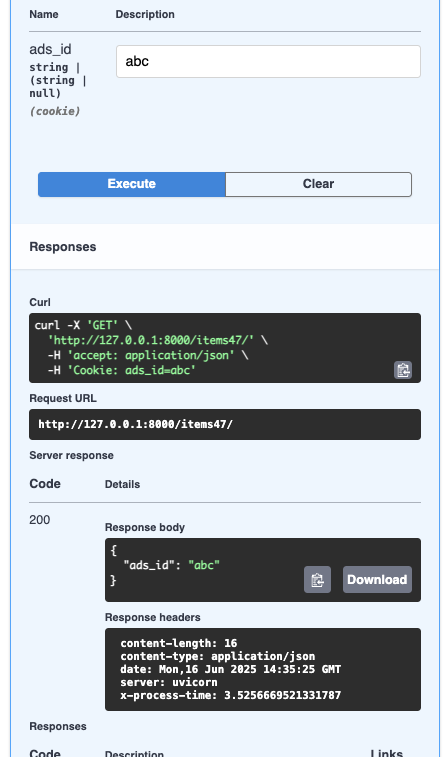 Name Description
ads_id
abc
string |
(string |
null)
(cookie)
Execute Clear
Responses
Curl
curl -X 'GET' \
'http://127.0.0.1:8000/items47/' \
-H 'accept: application/json' \
-H 'Cookie: ads_id=abc'
Request URL
http://127.0.0.1:8000/items47/
Server response
Code Details
200
Response body
{
"ads_id": "abc"
}
Download
Response headers
content-length: 16
content-type: application/json
date: Mon,16 Jun 2025 14:35:25 GMT
server: uvicorn
x-process-time: 3.5256669521331787
Responses
Code Description Links